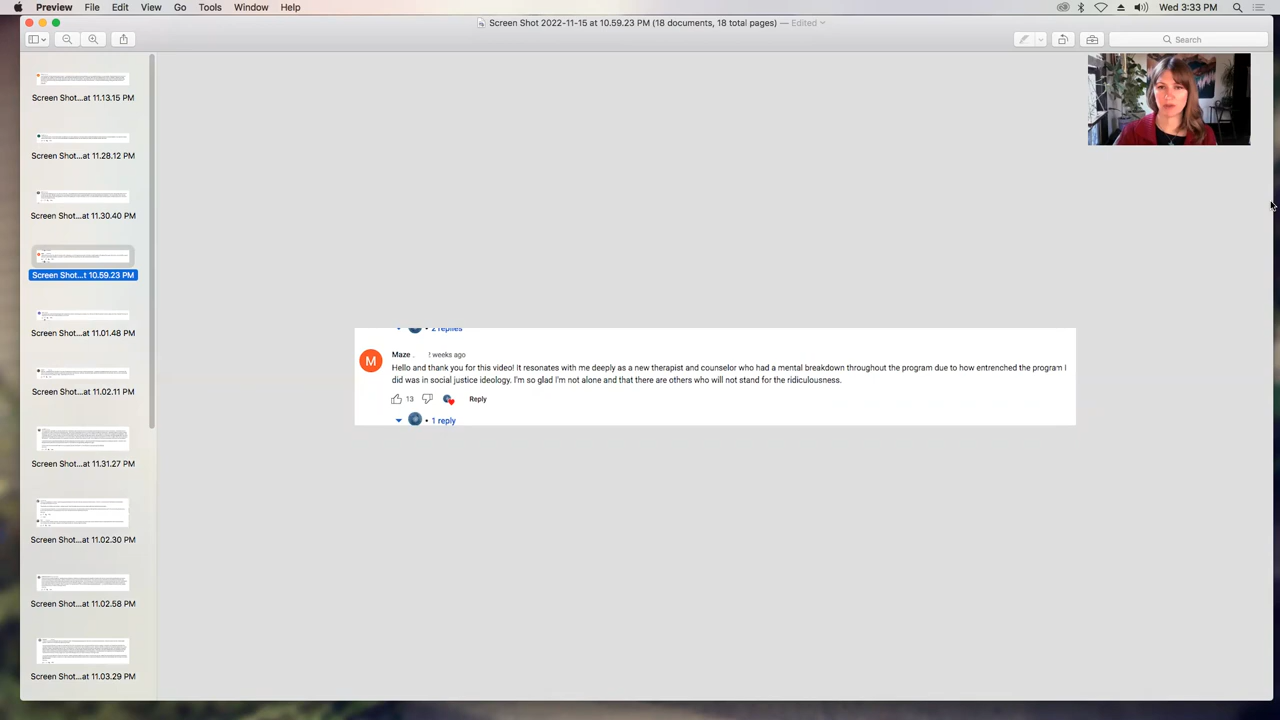 Preview File Edit View Go Tools Window Help
Wed 3:33 PM
Screen Shot 2022-11-15 at 10.59.23 PM (18 documents, 18 total pages) — Edited
Search
Screen Shot...at 11.13.15 PM
Screen Shot...at 11.28.12 PM
Screen Shot...at 11.30.40 PM
Screen Shot...t 10.59.23 PM
Screen Shot...at 11.01.48 PM
Screen Shot...at 11.02.11 PM
Screen Shot...at 11.31.27 PM
Screen Shot...at 11.02.30 PM
Screen Shot...at 11.02.58 PM
Screen Shot...at 11.03.29 PM
2 replies
M
Maze . weeks ago
Hello and thank you for this video! It resonates with me deeply as a new therapist and counselor who had a mental breakdown throughout the program due to how entrenched the program I
did was in social justice ideology. I'm so glad I'm not alone and that there are others who will not stand for the ridiculousness.
13 Reply
• 1 reply